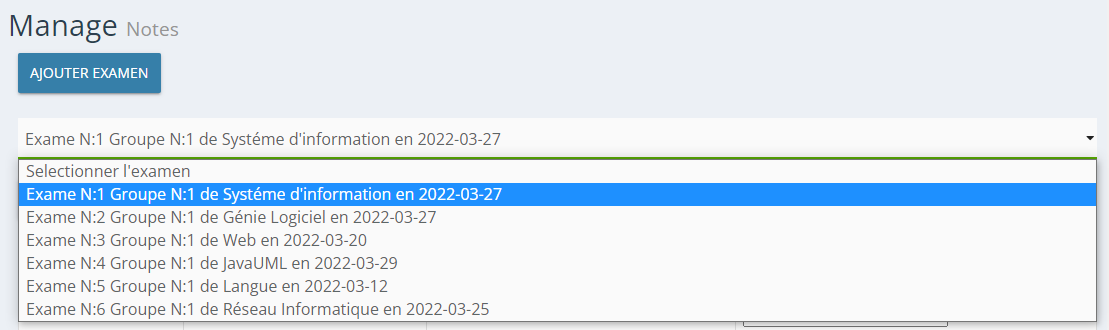 Manage Notes
AJOUTER EXAMEN
Exame N:1 Groupe N:1 de Systéme d'information en 2022-03-27
Selectionner l'examen
Exame N:1 Groupe N:1 de Systéme d'information en 2022-03-27
Exame N:2 Groupe N:1 de Génie Logiciel en 2022-03-27
Exame N:3 Groupe N:1 de Web en 2022-03-20
Exame N:4 Groupe N:1 de JavaUML en 2022-03-29
Exame N:5 Groupe N:1 de Langue en 2022-03-12
Exame N:6 Groupe N:1 de Réseau Informatique en 2022-03-25